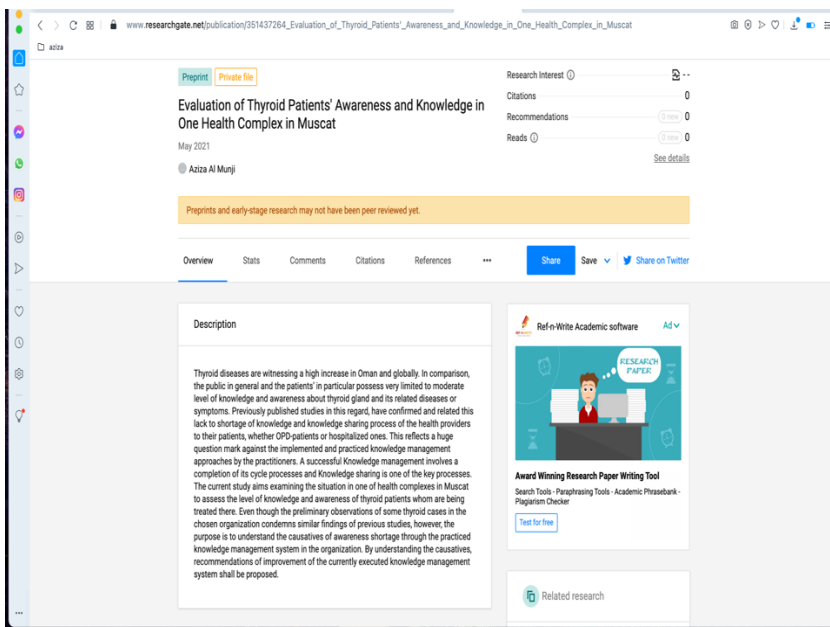 www.researchgate.net/publication/351437264_Evaluation_of_Thyroid_Patients'_Awareness_and_Knowledge_in_One_Health_Complex_in_Muscat
aziza
Preprint Private file
Evaluation of Thyroid Patients' Awareness and Knowledge in
One Health Complex in Muscat
May 2021
Aziza Al Munji
Research Interest --
Citations 0
Recommendations 0 new 0
Reads 0 new 0
See details
Preprints and early-stage research may not have been peer reviewed yet.
Overview Stats Comments Citations References ••• Share Save Share on Twitter
Description
Thyroid diseases are witnessing a high increase in Oman and globally. In comparison,
the public in general and the patients' in particular possess very limited to moderate
level of knowledge and awareness about thyroid gland and its related diseases or
symptoms. Previously published studies in this regard, have confirmed and related this
lack to shortage of knowledge and knowledge sharing process of the health providers
to their patients, whether OPD-patients or hospitalized ones. This reflects a huge
question mark against the implemented and practiced knowledge management
approaches by the practitioners. A successful Knowledge management involves a
completion of its cycle processes and Knowledge sharing is one of the key processes.
The current study aims examining the situation in one of health complexes in Muscat
to assess the level of knowledge and awareness of thyroid patients whom are being
treated there. Even though the preliminary observations of some thyroid cases in the
chosen organization condemns similar findings of previous studies, however, the
purpose is to understand the causatives of awareness shortage through the practiced
knowledge management system in the organization. By understanding the causatives,
recommendations of improvement of the currently executed knowledge management
system shall be proposed.
Ref-n-Write Academic software Ad
RESEARCH
PAPER
Award Winning Research Paper Writing Tool
Search Tools - Paraphrasing Tools - Academic Phrasebank -
Plagiarism Checker
Test for free
Related research